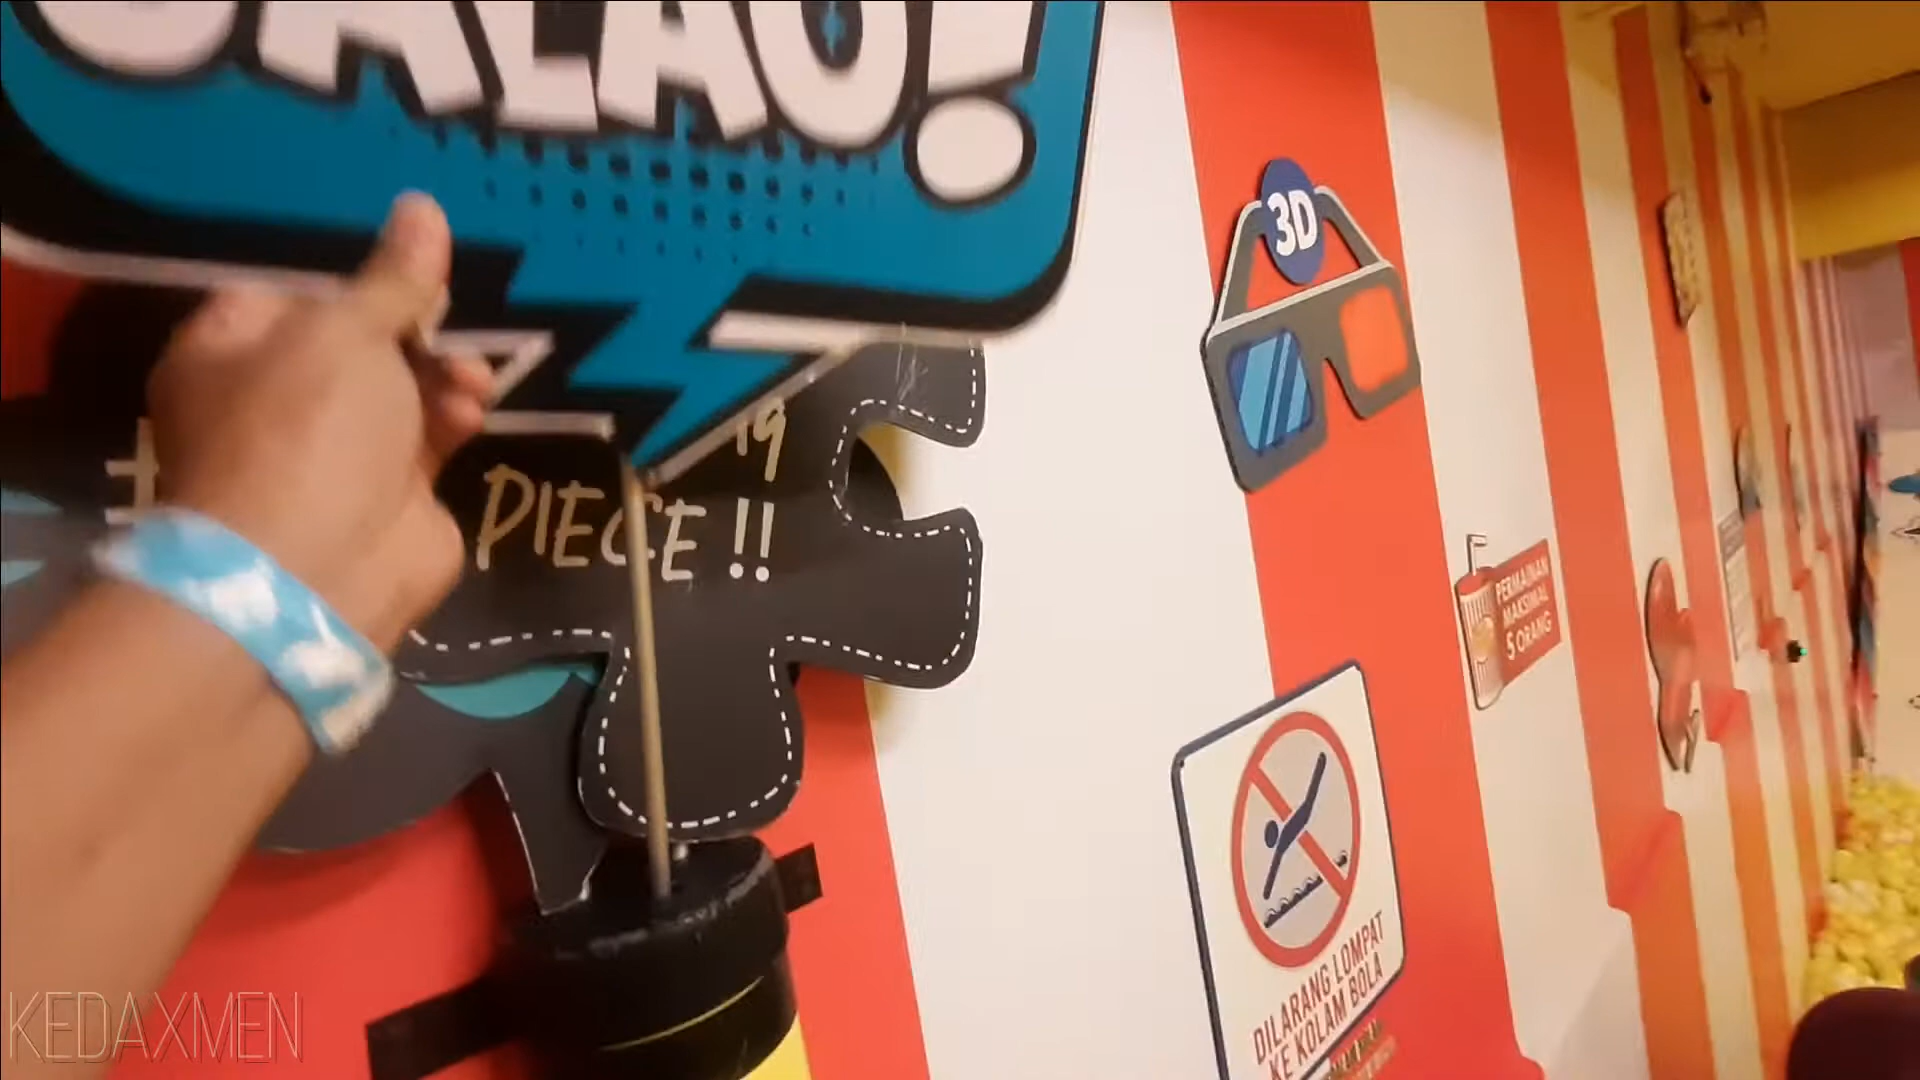 GALAU!
PIECE !!
3D
PERMAINAN
MAKSIMAL
5 ORANG
DILARANG LOMPAT
KE KOLAM BOLA
KEDAXMEN